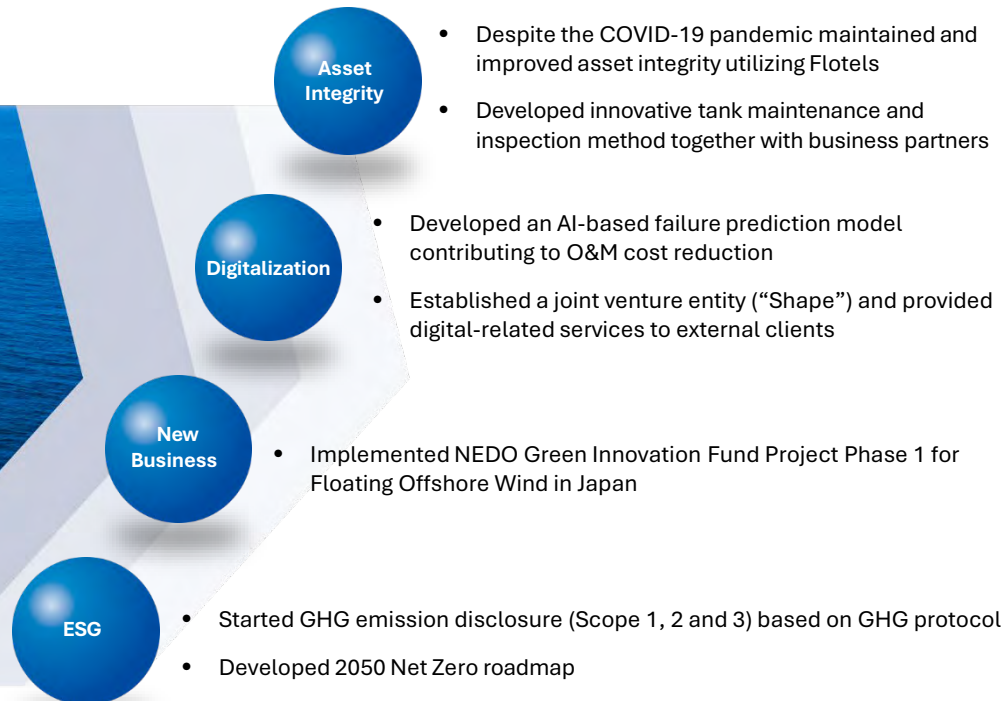 Asset
Integrity
• Despite the COVID-19 pandemic maintained and
improved asset integrity utilizing Flotels
• Developed innovative tank maintenance and
inspection method together with business partners
Digitalization
• Developed an AI-based failure prediction model
contributing to O&M cost reduction
• Established a joint venture entity (“Shape”) and provided
digital-related services to external clients
New
Business
• Implemented NEDO Green Innovation Fund Project Phase 1 for
Floating Offshore Wind in Japan
ESG
• Started GHG emission disclosure (Scope 1, 2 and 3) based on GHG protocol
• Developed 2050 Net Zero roadmap